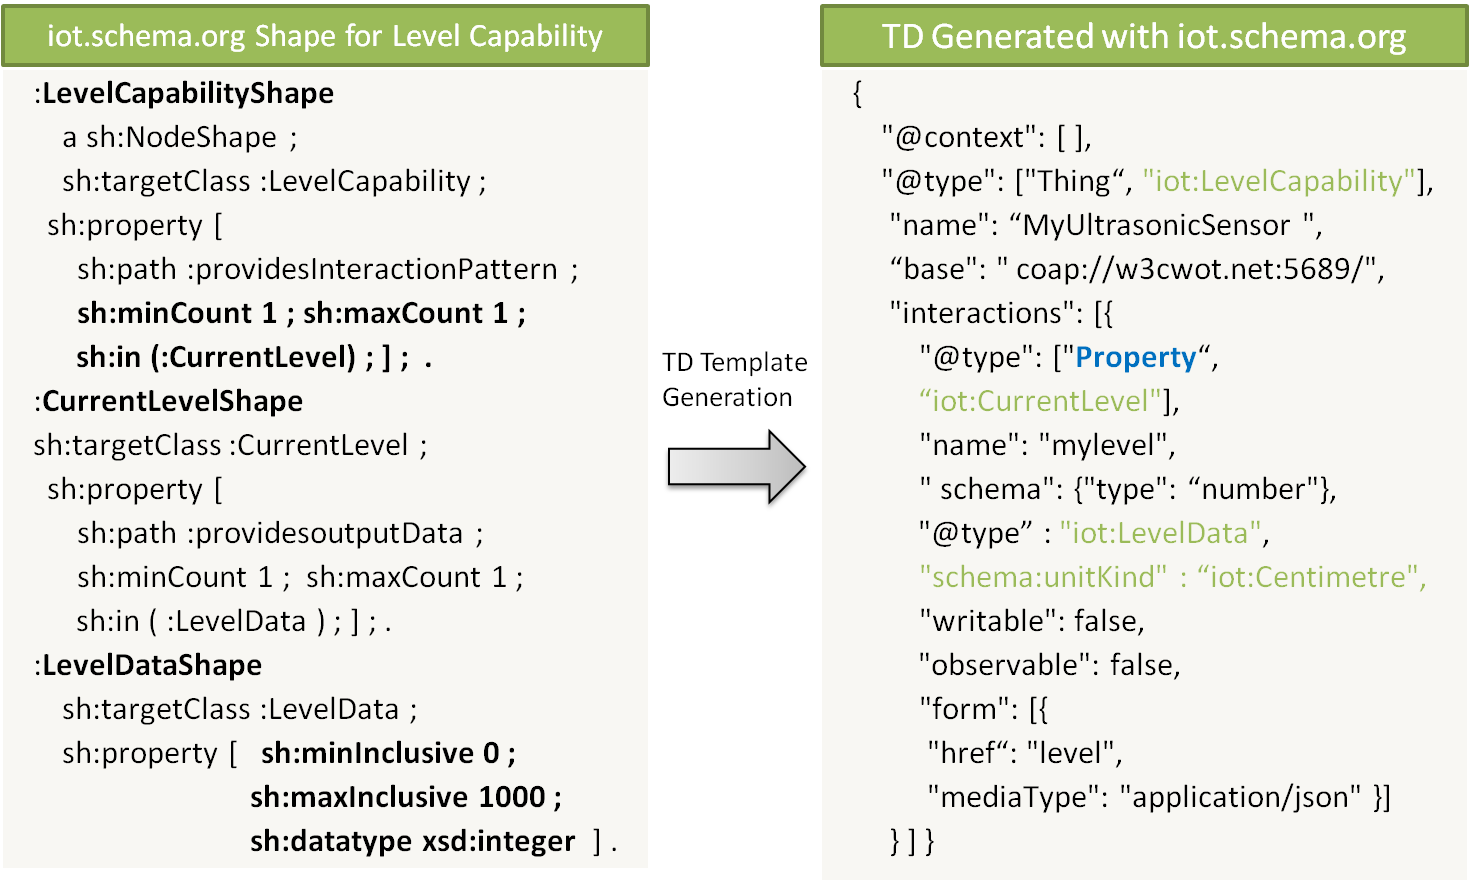 iot.schema.org Shape for Level Capability
:LevelCapabilityShape
a sh:NodeShape ;
sh:targetClass :LevelCapability ;
sh:property [
sh:path :providesInteractionPattern ;
sh:minCount 1 ; sh:maxCount 1 ;
sh:in (:CurrentLevel) ; ] ; .
:CurrentLevelShape
sh:targetClass :CurrentLevel ;
sh:property [
sh:path :providesoutputData ;
sh:minCount 1 ; sh:maxCount 1 ;
sh:in ( :LevelData ) ; ] ; .
:LevelDataShape
sh:targetClass :LevelData ;
sh:property [ sh:minInclusive 0 ;
sh:maxInclusive 1000 ;
sh:datatype xsd:integer ] .
TD Template
Generation
TD Generated with iot.schema.org
{
"@context": [ ],
"@type": ["Thing“, "iot:LevelCapability"],
"name": “MyUltrasonicSensor ",
“base": " coap://w3cwot.net:5689/",
"interactions": [{
"@type": ["Property“,
“iot:CurrentLevel"],
"name": "mylevel",
" schema": {"type": “number"},
"@type” : "iot:LevelData",
"schema:unitKind" : “iot:Centimetre",
"writable": false,
"observable": false,
"form": [{
"href“: "level",
"mediaType": "application/json" }]
} ] }